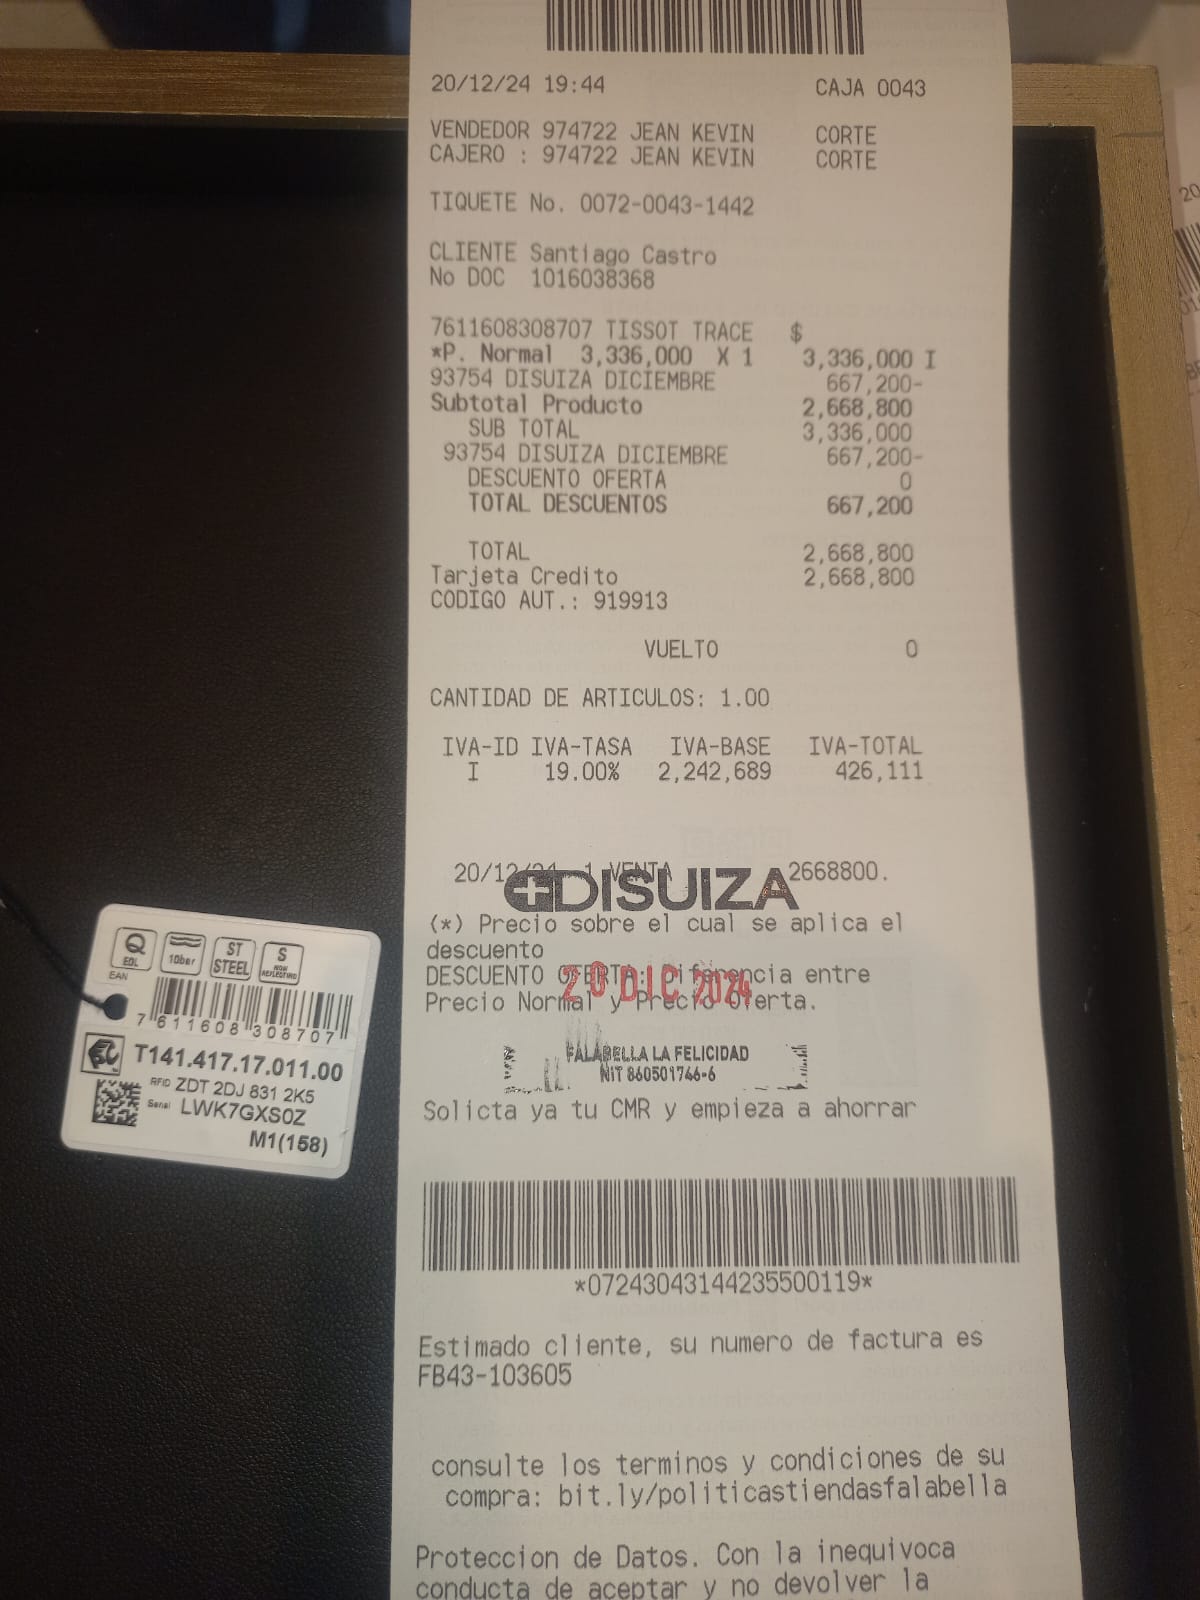 20/12/24 19:44 CAJA 0043
VENDEDOR 974722 JEAN KEVIN CORTE
CAJERO : 974722 JEAN KEVIN CORTE
TIQUETE No. 0072-0043-1442
CLIENTE Santiago Castro
No DOC 1016038368
7611608308707 TISSOT TRACE $
*P. Normal 3,336,000 X 1 3,336,000 I
93754 DISUIZA DICIEMBRE 667,200-
Subtotal Producto 2,668,800
SUB TOTAL 3,336,000
93754 DISUIZA DICIEMBRE 667,200-
DESCUENTO OFERTA 0
TOTAL DESCUENTOS 667,200
TOTAL 2,668,800
Tarjeta Credito 2,668,800
CODIGO AUT.: 919913
VUELTO 0
CANTIDAD DE ARTICULOS: 1.00
IVA-ID IVA-TASA IVA-BASE IVA-TOTAL
I 19.00% 2,242,689 426,111
20/12/24 1 VENTA 2668800.
DISUIZA
(*) Precio sobre el cual se aplica el
descuento
DESCUENTO OFERTA: Diferencia entre
20 DIC 2024
Precio Normal y Precio Oferta.
FALABELLA LA FELICIDAD
NIT 860501746-6
Solicta ya tu CMR y empieza a ahorrar
*07243043144235500119*
Estimado cliente, su numero de factura es
FB43-103605
consulte los terminos y condiciones de su
compra: bit.ly/politicastiendasfalabella
Proteccion de Datos. Con la inequivoca
conducta de aceptar y no devolver la
Q EOL 10bar ST STEEL S NON REFLECTING
EAN
7 611608 308707
T141.417.17.011.00
RFID ZDT 2DJ 831 2K5
Serial LWK7GXS0Z
M1(158)